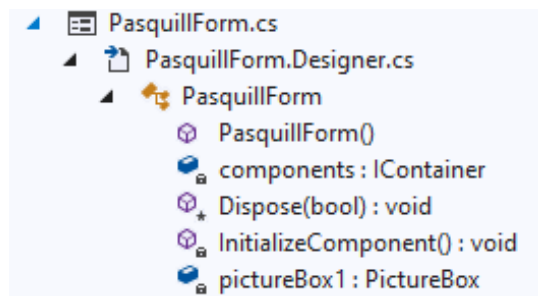 PasquillForm.cs
PasquillForm.Designer.cs
PasquillForm
PasquillForm()
components : IContainer
Dispose(bool) : void
InitializeComponent() : void
pictureBox1 : PictureBox